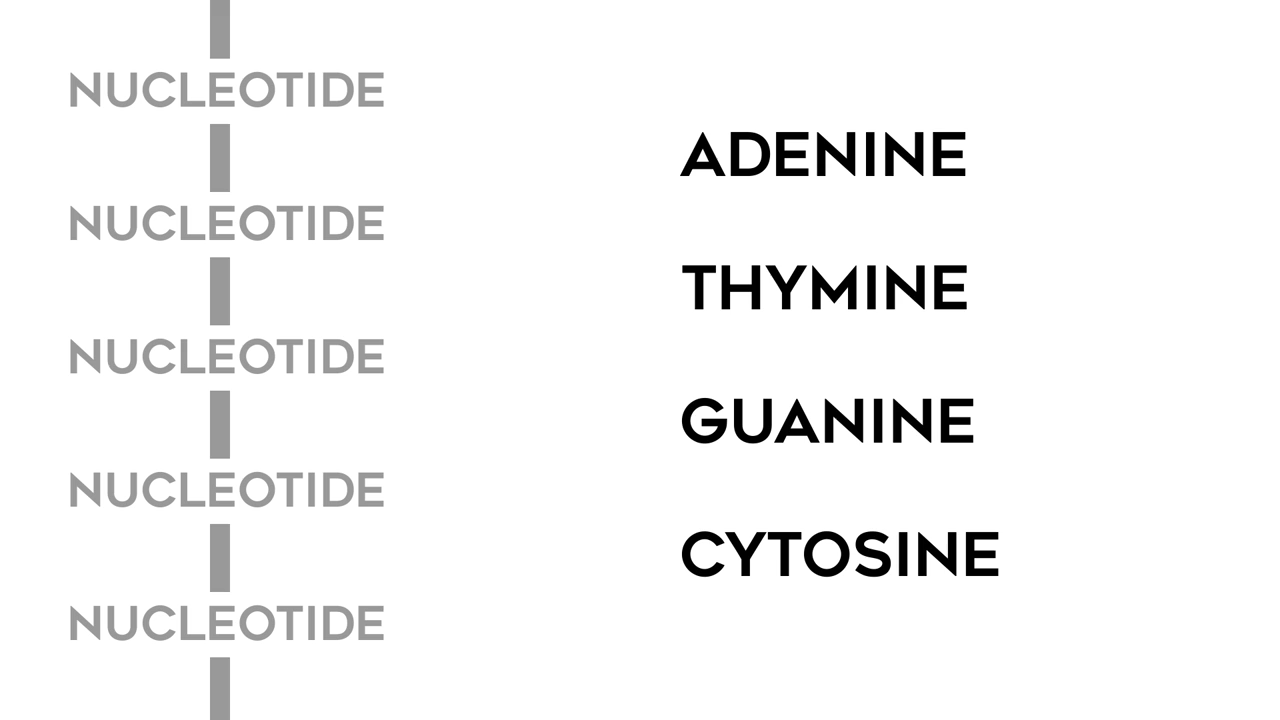 NUCLEOTIDE
NUCLEOTIDE
NUCLEOTIDE
NUCLEOTIDE
NUCLEOTIDE
ADENINE
THYMINE
GUANINE
CYTOSINE